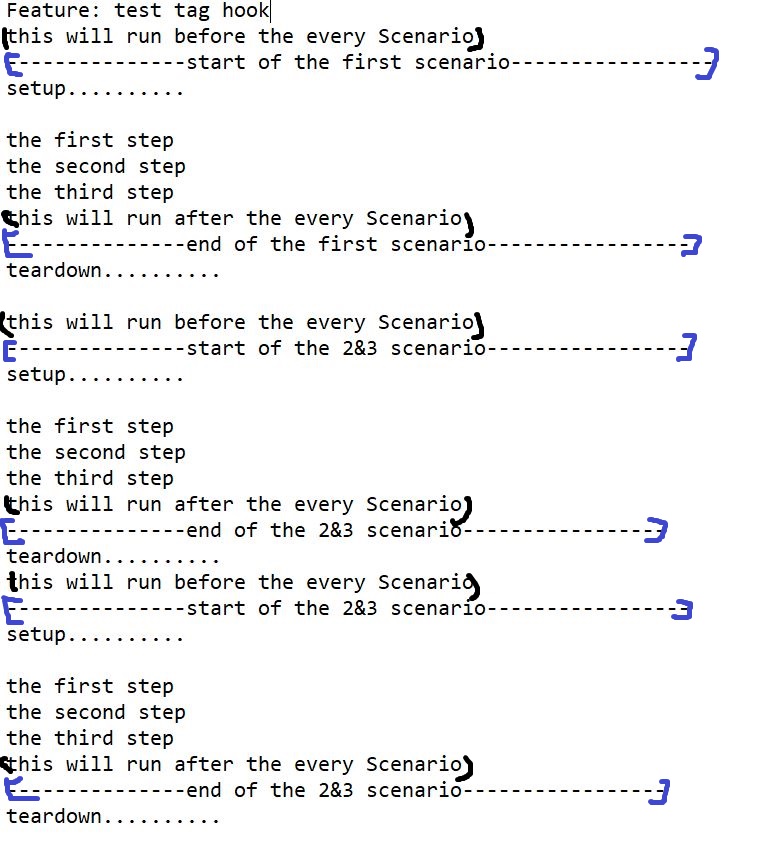 Feature: test tag hook
this will run before the every Scenario
---------------start of the first scenario-----------------
setup..........
the first step
the second step
the third step
this will run after the every Scenario
---------------end of the first scenario-----------------
teardown..........
this will run before the every Scenario
---------------start of the 2&3 scenario-----------------
setup..........
the first step
the second step
the third step
this will run after the every Scenario
---------------end of the 2&3 scenario-----------------
teardown..........
this will run before the every Scenario
---------------start of the 2&3 scenario-----------------
setup..........
the first step
the second step
the third step
this will run after the every Scenario
---------------end of the 2&3 scenario-----------------
teardown..........